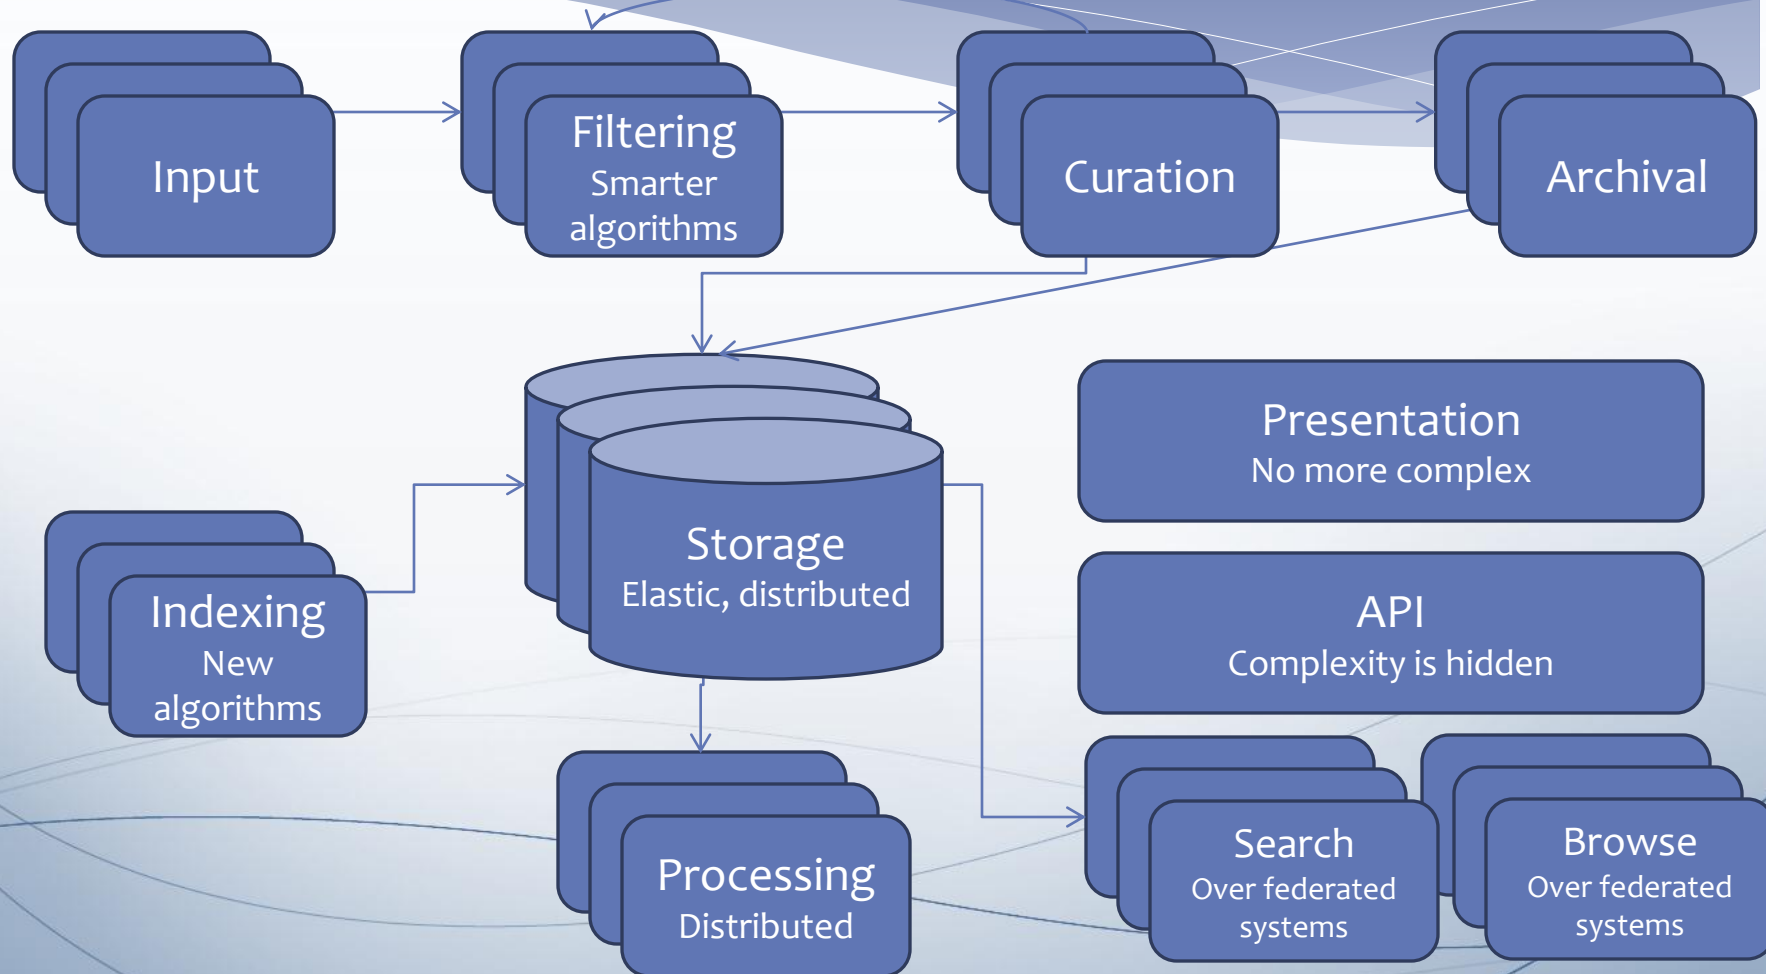 Input
Filtering
Smarter
algorithms
Curation
Archival
Presentation
No more complex
Storage
Elastic, distributed
Indexing
New
algorithms
API
Complexity is hidden
Processing
Distributed
Search
Over federated
systems
Browse
Over federated
systems